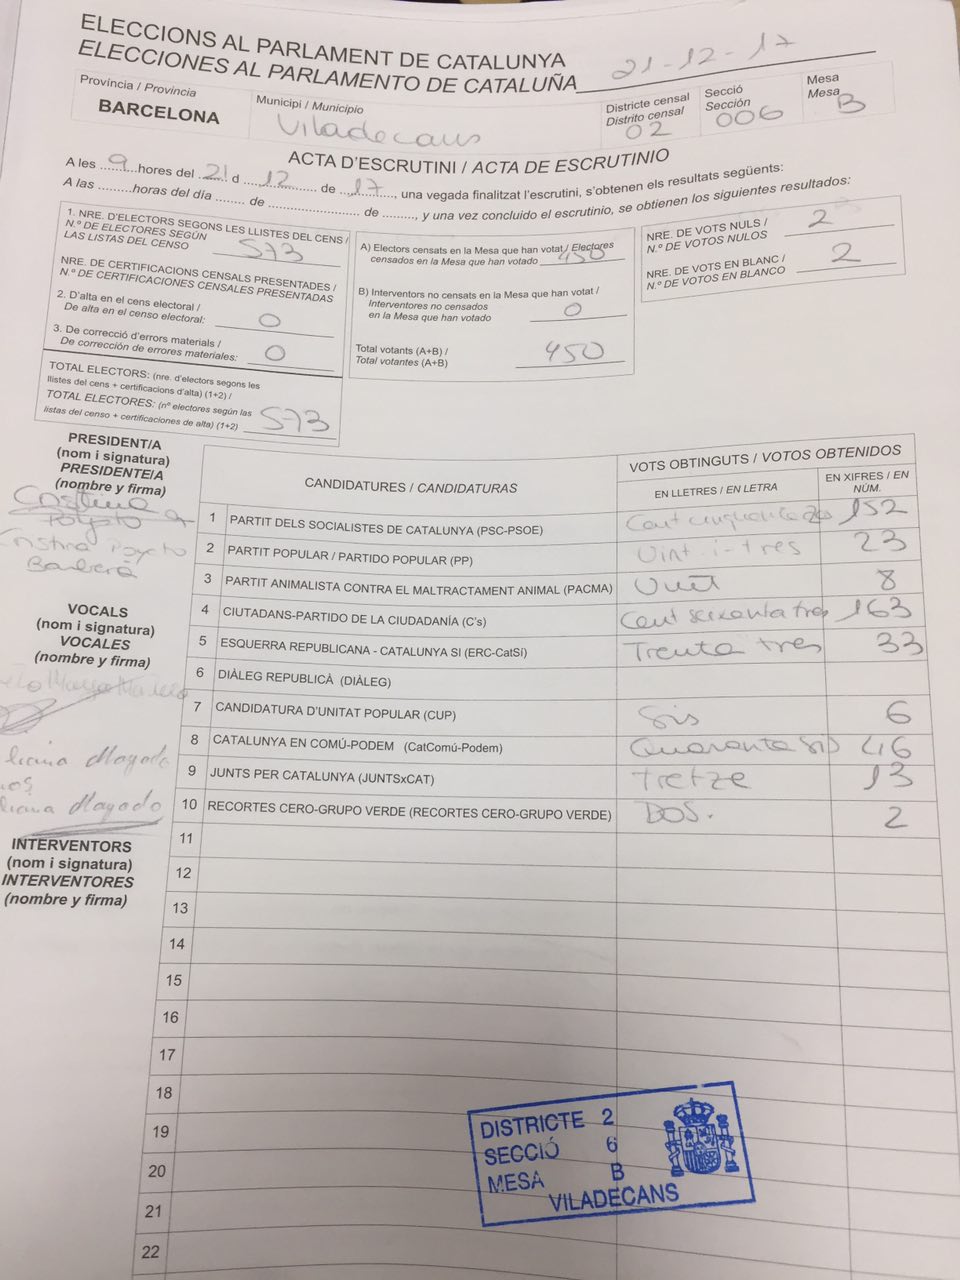 ELECCIONS AL PARLAMENT DE CATALUNYA
ELECCIONES AL PARLAMENTO DE CATALUÑA 21-12-17
Província / Provincia
BARCELONA
Municipi / Municipio
Viladecans
Districte censal
Distrito censal
02
Secció
Sección
006
Mesa
Mesa
B
ACTA D'ESCRUTINI / ACTA DE ESCRUTINIO
A les 9 hores del 21 d 12 de 17, una vegada finalitzat l'escrutini, s'obtenen els resultats següents:
A las ......... horas del día ........ de .......................... de ........., y una vez concluido el escrutinio, se obtienen los siguientes resultados:
1. NRE. D'ELECTORS SEGONS LES LLISTES DEL CENS /
N.º DE ELECTORES SEGÚN
LAS LISTAS DEL CENSO 573
NRE. DE CERTIFICACIONS CENSALS PRESENTADES /
N.º DE CERTIFICACIONES CENSALES PRESENTADAS
2. D'alta en el cens electoral /
De alta en el censo electoral: 0
3. De correcció d'errors materials /
De corrección de errores materiales: 0
TOTAL ELECTORS: (nre. d'electors segons les
llistes del cens + certificacions d'alta) (1+2) /
TOTAL ELECTORES: (nº electores según las
listas del censo + certificaciones de alta) (1+2) 573
A) Electors censats en la Mesa que han votat / Electores
censados en la Mesa que han votado 450
B) Interventors no censats en la Mesa que han votat /
Interventores no censados
en la Mesa que han votado 0
Total votants (A+B) /
Total votantes (A+B) 450
NRE. DE VOTS NULS /
N.º DE VOTOS NULOS 2
NRE. DE VOTS EN BLANC /
N.º DE VOTOS EN BLANCO 2
PRESIDENT/A
(nom i signatura)
PRESIDENTE/A
(nombre y firma)
Cristina
Poyato
Cristina Poyato
Barberà
VOCALS
(nom i signatura)
VOCALES
(nombre y firma)
Mayado
Mayado
INTERVENTORS
(nom i signatura)
INTERVENTORES
(nombre y firma)
CANDIDATURES / CANDIDATURAS
VOTS OBTINGUTS / VOTOS OBTENIDOS
EN LLETRES / EN LETRA
EN XIFRES / EN
NÚM.
1 PARTIT DELS SOCIALISTES DE CATALUNYA (PSC-PSOE) Cent cinquanta dos 152
2 PARTIT POPULAR / PARTIDO POPULAR (PP) Vint-i-tres 23
3 PARTIT ANIMALISTA CONTRA EL MALTRACTAMENT ANIMAL (PACMA) Vuit 8
4 CIUTADANS-PARTIDO DE LA CIUDADANÍA (C's) Cent seixanta tres 163
5 ESQUERRA REPUBLICANA - CATALUNYA SI (ERC-CatSí) Trenta tres 33
6 DIÀLEG REPUBLICÀ (DIÀLEG)
7 CANDIDATURA D'UNITAT POPULAR (CUP) Sis 6
8 CATALUNYA EN COMÚ-PODEM (CatComú-Podem) Quaranta sis 46
9 JUNTS PER CATALUNYA (JUNTSxCAT) Tretze 13
10 RECORTES CERO-GRUPO VERDE (RECORTES CERO-GRUPO VERDE) DOS. 2
11
12
13
14
15
16
17
18
19
20
21
22
DISTRICTE 2
SECCIÓ 6
MESA B
VILADECANS